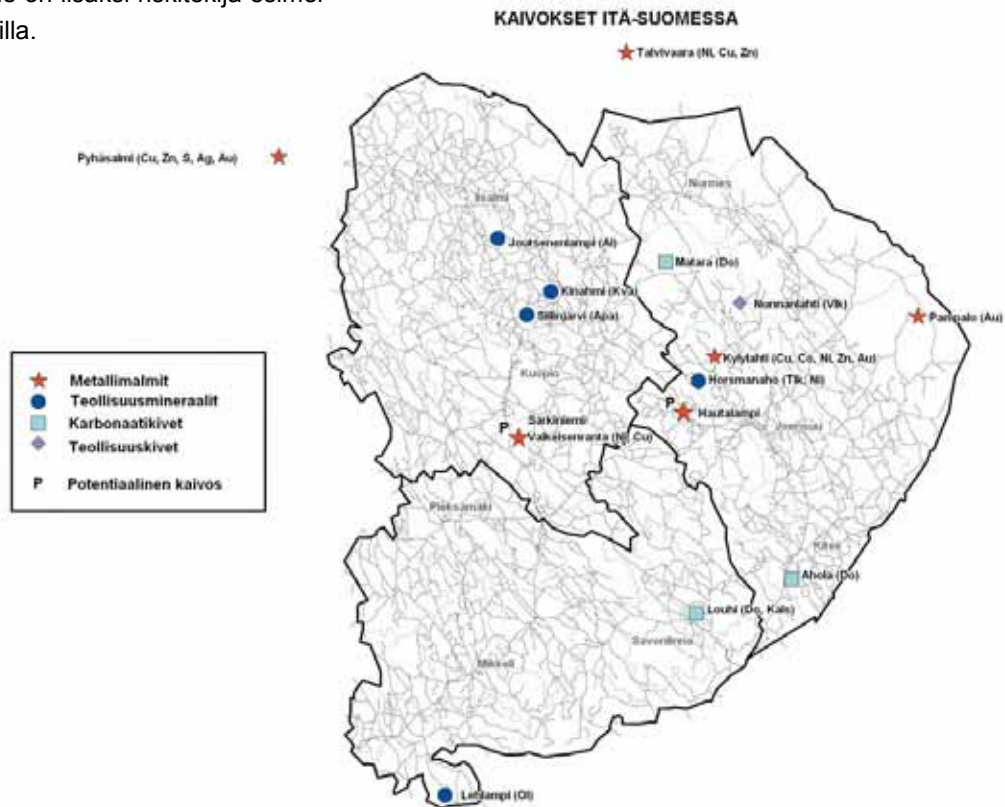 illa.
KAIVOKSET ITÄ-SUOMESSA
Talvivaara (Ni, Cu, Zn)
Pyhäsalmi (Cu, Zn, S, Ag, Au)
Nurmes
Iisalmi
Joutsenenlampi (Al)
Matara (Do)
Kinahmi (Kva)
Nunnanlahti (Vlk)
Siilinjärvi (Apa)
Pampalo (Au)
Kylylahti (Cu, Co, Ni, Zn, Au)
Kuopio
Horsmanaho (Tlk, Ni)
P
Hautalampi
Joensuu
Särkiniemi
P
Valkeisenranta (Ni, Cu)
Metallimalmit
Teollisuusmineraalit
Karbonaatikivet
Teollisuuskivet
P Potentiaalinen kaivos
Pieksämäki
Kitee
Ahola (Do)
Louhi (Do, Kals)
Savonlinna
Mikkeli
Lehlampi (Ol)